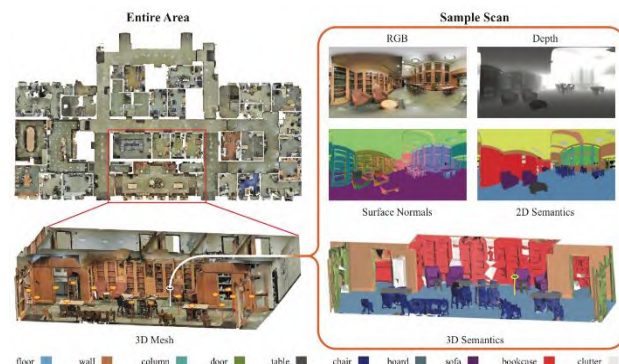 Entire Area
Sample Scan
RGB
Depth
Surface Normals
2D Semantics
3D Mesh
3D Semantics
floor wall column door table chair board sofa bookcase clutter